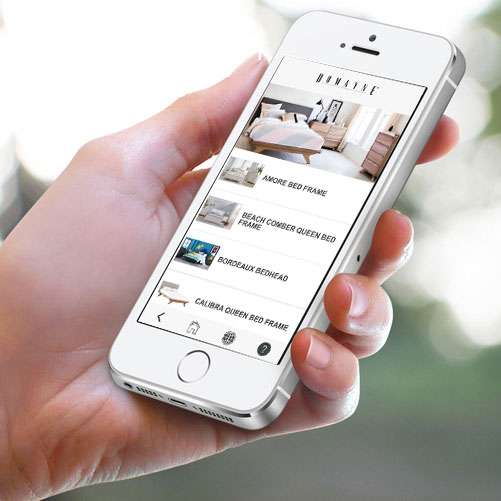 DOMAYNE
AMORE BED FRAME
BEACH COMBER QUEEN BED
FRAME
BORDEAUX BEDHEAD
CALIBRA QUEEN BED FRAME
?